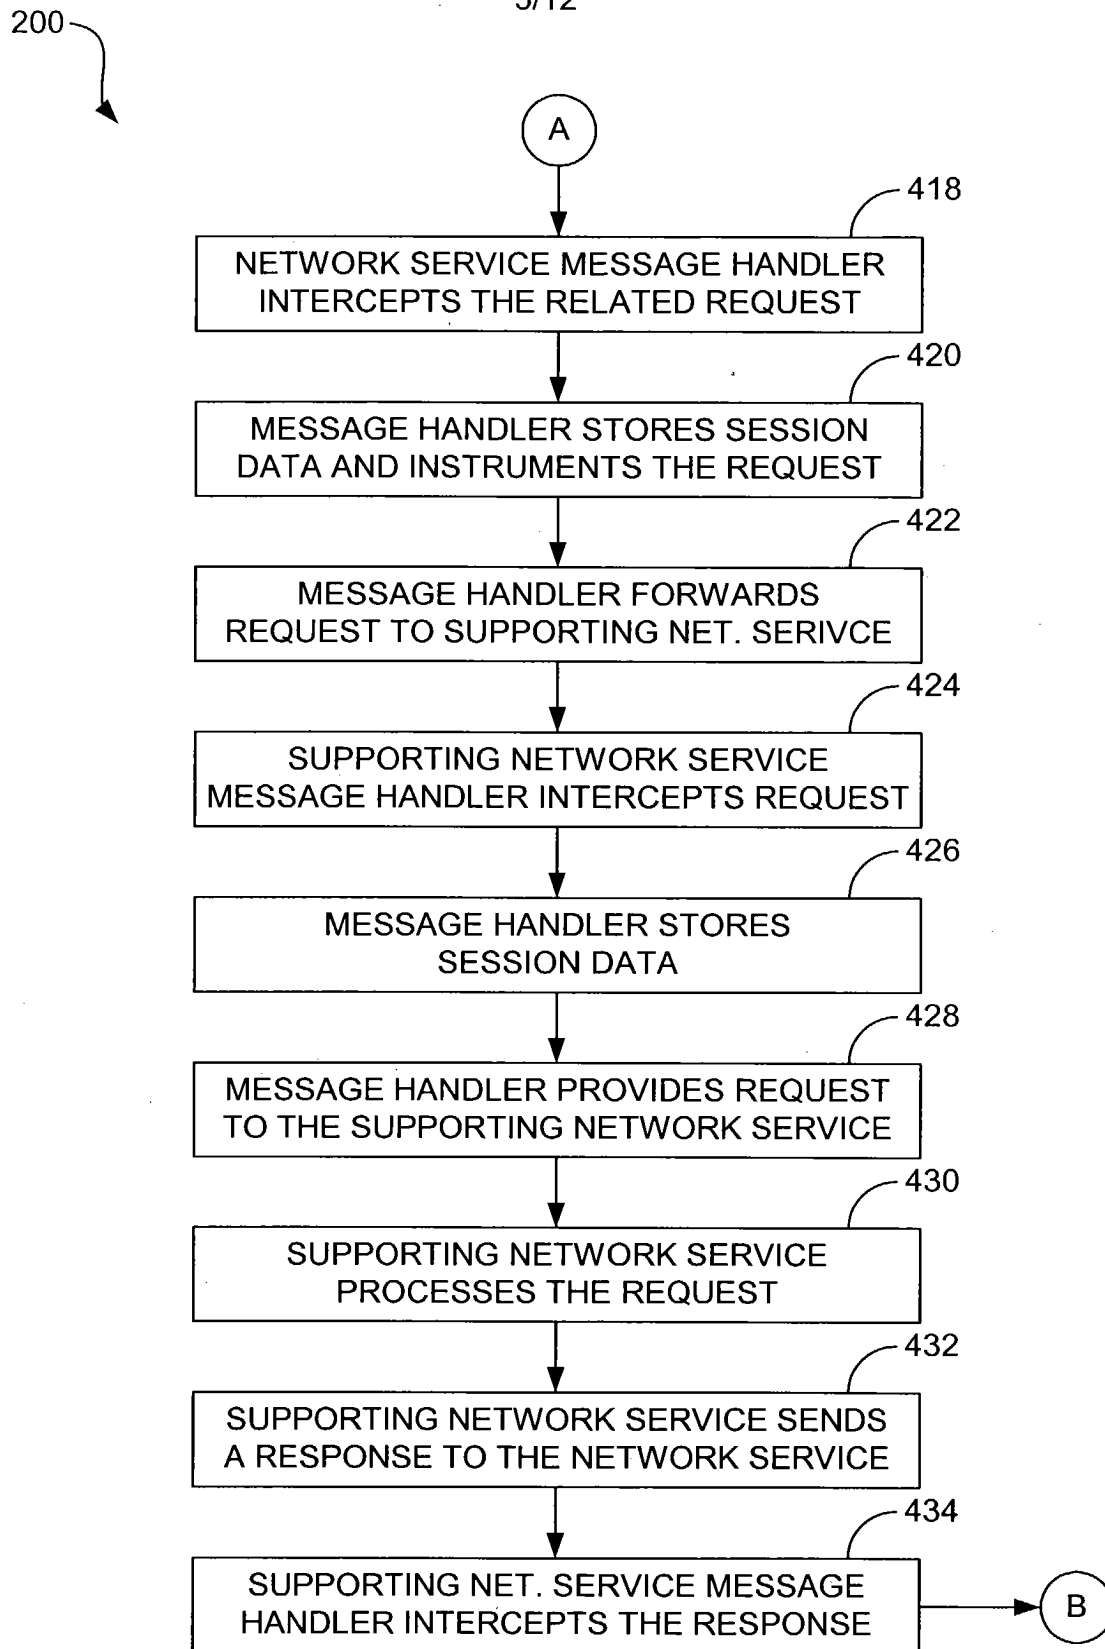 5/12
200
A
418
NETWORK SERVICE MESSAGE HANDLER
INTERCEPTS THE RELATED REQUEST
420
MESSAGE HANDLER STORES SESSION
DATA AND INSTRUMENTS THE REQUEST
422
MESSAGE HANDLER FORWARDS
REQUEST TO SUPPORTING NET. SERIVCE
424
SUPPORTING NETWORK SERVICE
MESSAGE HANDLER INTERCEPTS REQUEST
426
MESSAGE HANDLER STORES
SESSION DATA
428
MESSAGE HANDLER PROVIDES REQUEST
TO THE SUPPORTING NETWORK SERVICE
430
SUPPORTING NETWORK SERVICE
PROCESSES THE REQUEST
432
SUPPORTING NETWORK SERVICE SENDS
A RESPONSE TO THE NETWORK SERVICE
434
SUPPORTING NET. SERVICE MESSAGE
HANDLER INTERCEPTS THE RESPONSE
B